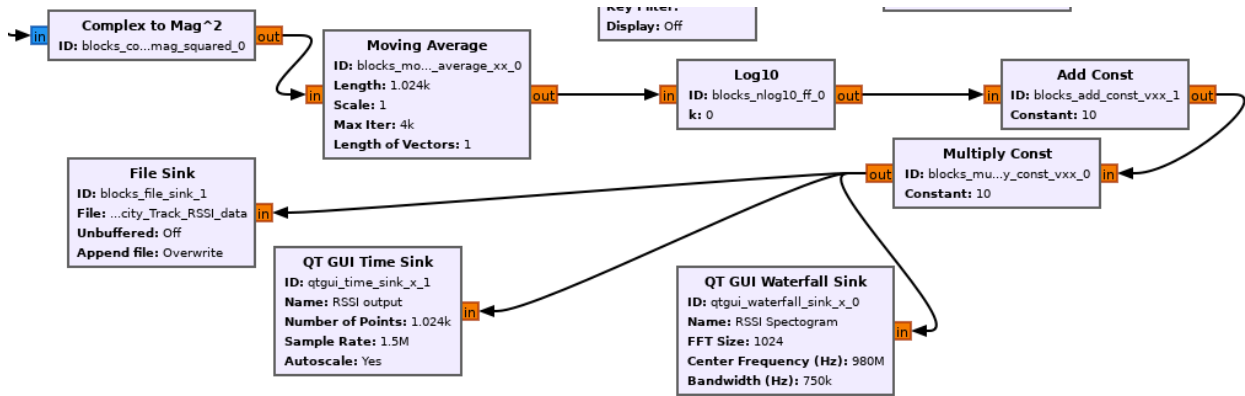 Key Filter:
Display: Off
Complex to Mag^2
ID: blocks_co...mag_squared_0
in
out
Moving Average
ID: blocks_mo..._average_xx_0
Length: 1.024k
Scale: 1
Max Iter: 4k
Length of Vectors: 1
in
out
Log10
ID: blocks_nlog10_ff_0
k: 0
in
out
Add Const
ID: blocks_add_const_vxx_1
Constant: 10
in
out
Multiply Const
ID: blocks_mu...y_const_vxx_0
Constant: 10
out
in
File Sink
ID: blocks_file_sink_1
File: ...city_Track_RSSI_data
Unbuffered: Off
Append file: Overwrite
in
QT GUI Time Sink
ID: qtgui_time_sink_x_1
Name: RSSI output
Number of Points: 1.024k
Sample Rate: 1.5M
Autoscale: Yes
in
QT GUI Waterfall Sink
ID: qtgui_waterfall_sink_x_0
Name: RSSI Spectogram
FFT Size: 1024
Center Frequency (Hz): 980M
Bandwidth (Hz): 750k
in